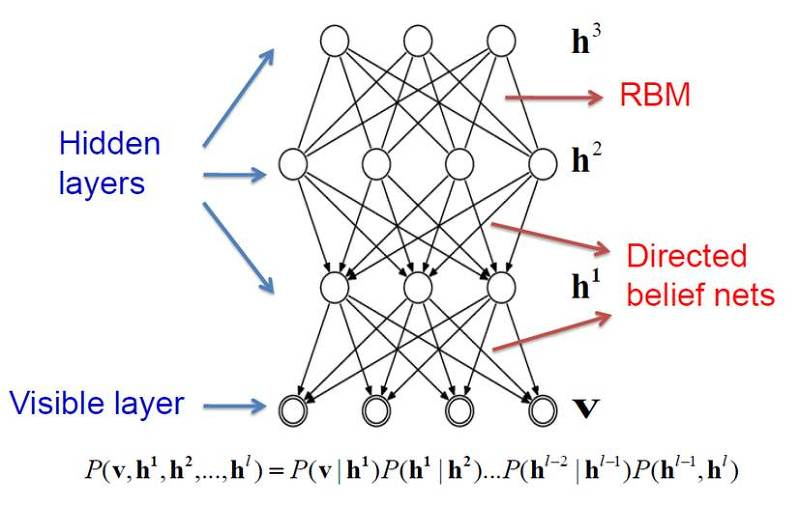 h³
RBM
Hidden
layers
h²
Directed
belief nets
h¹
Visible layer
v
P(v,h¹,h²,...,hˡ) = P(v|h¹)P(h¹|h²)...P(hˡ⁻²|hˡ⁻¹)P(hˡ⁻¹,hˡ)